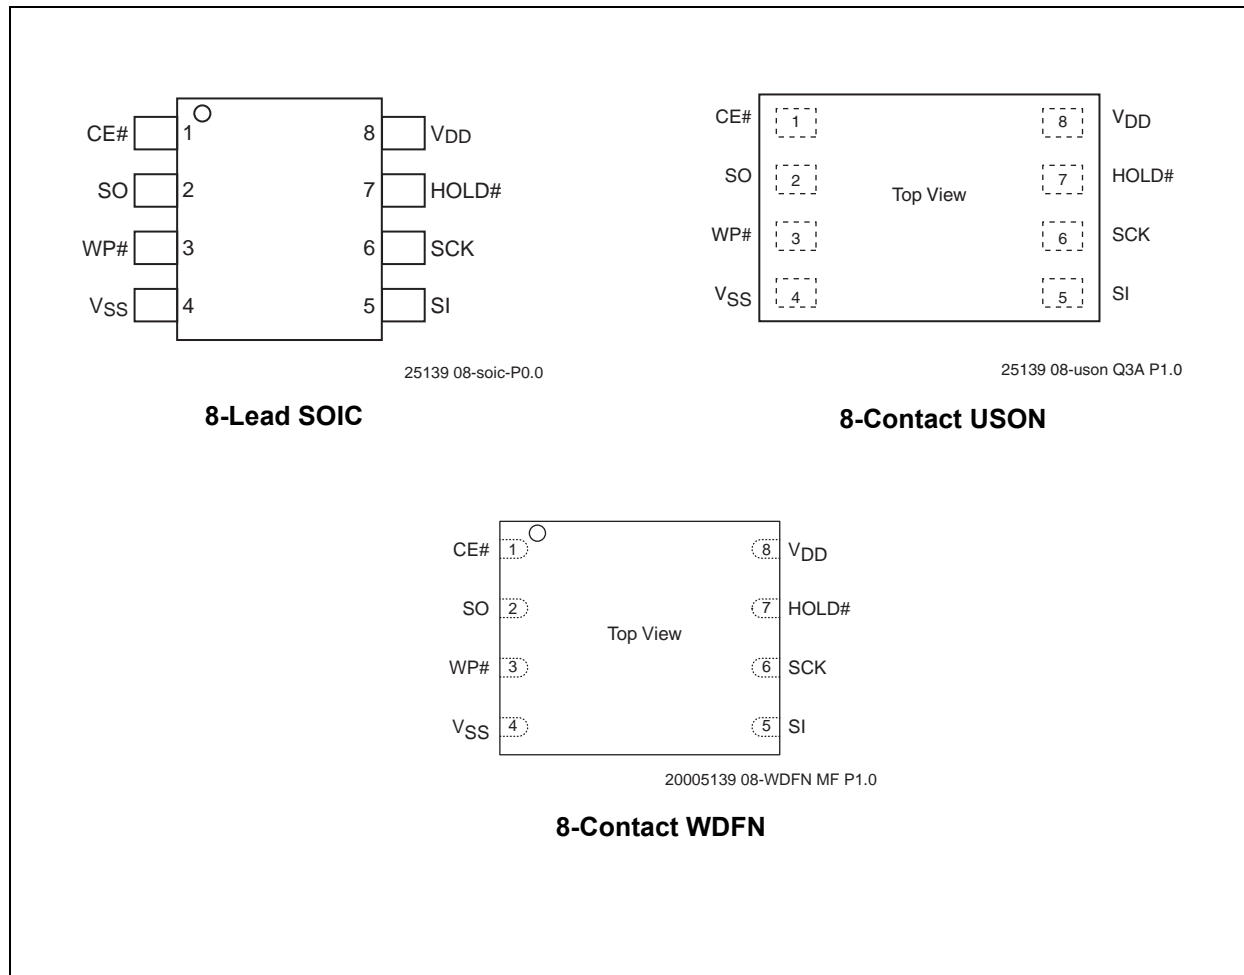 CE# 1 8 VDD
SO 2 7 HOLD#
WP# 3 6 SCK
VSS 4 5 SI
25139 08-soic-P0.0
8-Lead SOIC
CE# 1 8 VDD
SO 2 Top View 7 HOLD#
WP# 3 6 SCK
VSS 4 5 SI
25139 08-uson Q3A P1.0
8-Contact USON
CE# 1 8 VDD
SO 2 7 HOLD#
Top View
WP# 3 6 SCK
VSS 4 5 SI
20005139 08-WDFN MF P1.0
8-Contact WDFN